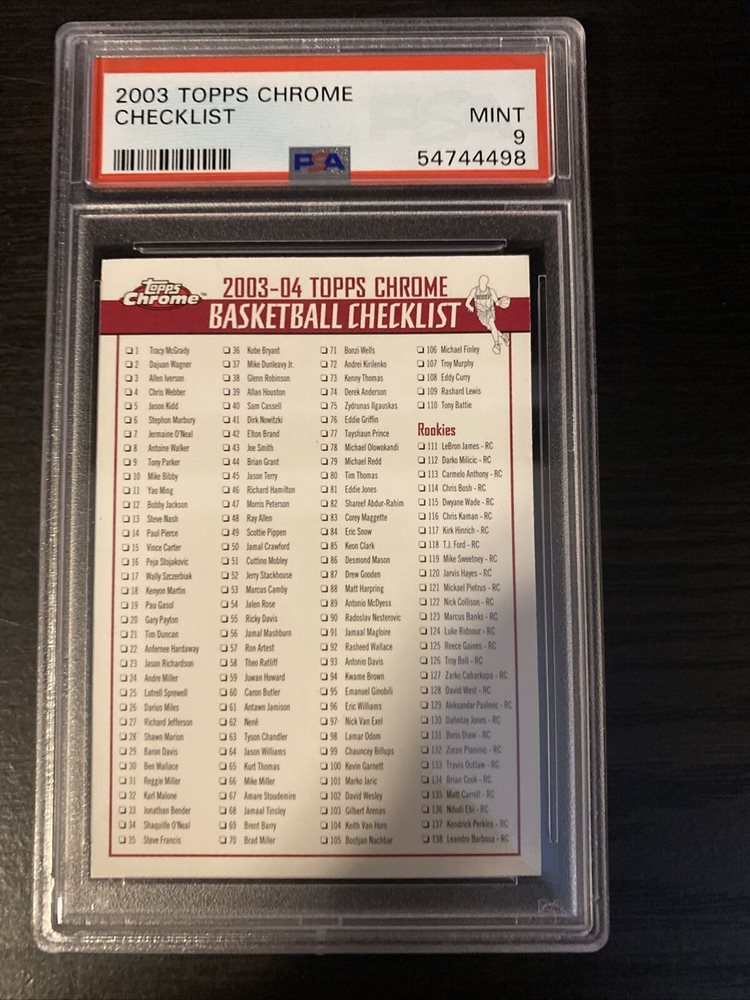 2003 TOPPS CHROME
CHECKLIST
MINT
9
PSA
54744498
Topps
Chrome™
2003-04 TOPPS CHROME
BASKETBALL CHECKLIST
1 Tracy McGrady
2 Dajuan Wagner
3 Allen Iverson
4 Chris Webber
5 Jason Kidd
6 Stephon Marbury
7 Jermaine O'Neal
8 Antoine Walker
9 Tony Parker
10 Mike Bibby
11 Yao Ming
12 Bobby Jackson
13 Steve Nash
14 Paul Pierce
15 Vince Carter
16 Peja Stojakovic
17 Wally Szczerbiak
18 Kenyon Martin
19 Pau Gasol
20 Gary Payton
21 Tim Duncan
22 Anfernee Hardaway
23 Jason Richardson
24 Andre Miller
25 Latrell Sprewell
26 Darius Miles
27 Richard Jefferson
28 Shawn Marion
29 Baron Davis
30 Ben Wallace
31 Reggie Miller
32 Karl Malone
33 Jonathan Bender
34 Shaquille O'Neal
35 Steve Francis
36 Kobe Bryant
37 Mike Dunleavy Jr.
38 Glenn Robinson
39 Allan Houston
40 Sam Cassell
41 Dirk Nowitzki
42 Elton Brand
43 Joe Smith
44 Brian Grant
45 Jason Terry
46 Richard Hamilton
47 Morris Peterson
48 Ray Allen
49 Scottie Pippen
50 Jamal Crawford
51 Cuttino Mobley
52 Jerry Stackhouse
53 Marcus Camby
54 Jalen Rose
55 Ricky Davis
56 Jamal Mashburn
57 Ron Artest
58 Theo Ratliff
59 Juwan Howard
60 Caron Butler
61 Antawn Jamison
62 Nenê
63 Tyson Chandler
64 Jason Williams
65 Kurt Thomas
66 Mike Miller
67 Amare Stoudemire
68 Jamaal Tinsley
69 Brent Barry
70 Brad Miller
71 Bonzi Wells
72 Andrei Kirilenko
73 Kenny Thomas
74 Derek Anderson
75 Zydrunas Ilgauskas
76 Eddie Griffin
77 Tayshaun Prince
78 Michael Olowokandi
79 Michael Redd
80 Tim Thomas
81 Eddie Jones
82 Shareef Abdur-Rahim
83 Corey Maggette
84 Eric Snow
85 Keon Clark
86 Desmond Mason
87 Drew Gooden
88 Matt Harpring
89 Antonio McDyess
90 Radoslav Nesterovic
91 Jamaal Magloire
92 Rasheed Wallace
93 Antonio Davis
94 Kwame Brown
95 Emanuel Ginobili
96 Eric Williams
97 Nick Van Exel
98 Lamar Odom
99 Chauncey Billups
100 Kevin Garnett
101 Marko Jaric
102 David Wesley
103 Gilbert Arenas
104 Keith Van Horn
105 Bostjan Nachbar
106 Michael Finley
107 Troy Murphy
108 Eddy Curry
109 Rashard Lewis
110 Tony Battie
Rookies
111 LeBron James - RC
112 Darko Milicic - RC
113 Carmelo Anthony - RC
114 Chris Bosh - RC
115 Dwyane Wade - RC
116 Chris Kaman - RC
117 Kirk Hinrich - RC
118 T.J. Ford - RC
119 Mike Sweetney - RC
120 Jarvis Hayes - RC
121 Mickael Pietrus - RC
122 Nick Collison - RC
123 Marcus Banks - RC
124 Luke Ridnour - RC
125 Reece Gaines - RC
126 Troy Bell - RC
127 Zarko Cabarkapa - RC
128 David West - RC
129 Aleksandar Pavlovic - RC
130 Dahntay Jones - RC
131 Boris Diaw - RC
132 Zoran Planinic - RC
133 Travis Outlaw - RC
134 Brian Cook - RC
135 Matt Carroll - RC
136 Ndudi Ebi - RC
137 Kendrick Perkins - RC
138 Leandro Barbosa - RC